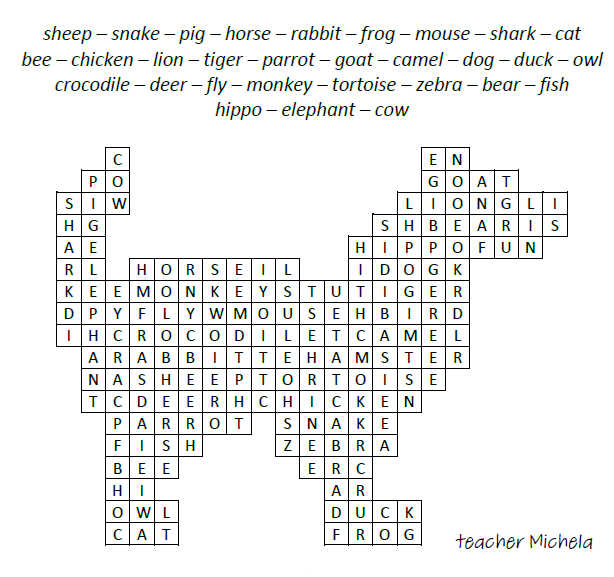 sheep – snake – pig – horse – rabbit – frog – mouse – shark – cat
bee – chicken – lion – tiger – parrot – goat – camel – dog – duck – owl
crocodile – deer – fly – monkey – tortoise – zebra – bear – fish
hippo – elephant – cow
C E N
P O G O A T
S I W L I O N G L I
H G S H B E A R I S
A E H I P P O F U N
R L H O R S E I L I D O G K
K E E M O N K E Y S T U T I G E R
D P Y F L Y W M O U S E H B I R D
I H C R O C O D I L E T C A M E L
A R A B B I T T E H A M S T E R
N A S H E E P T O R T O I S E
T C D E E R H C H I C K E N
P A R R O T S N A K E
F I S H Z E B R A
B E E E R C
H I A R
O W L D U C K
C A T F R O G
teacher Michela